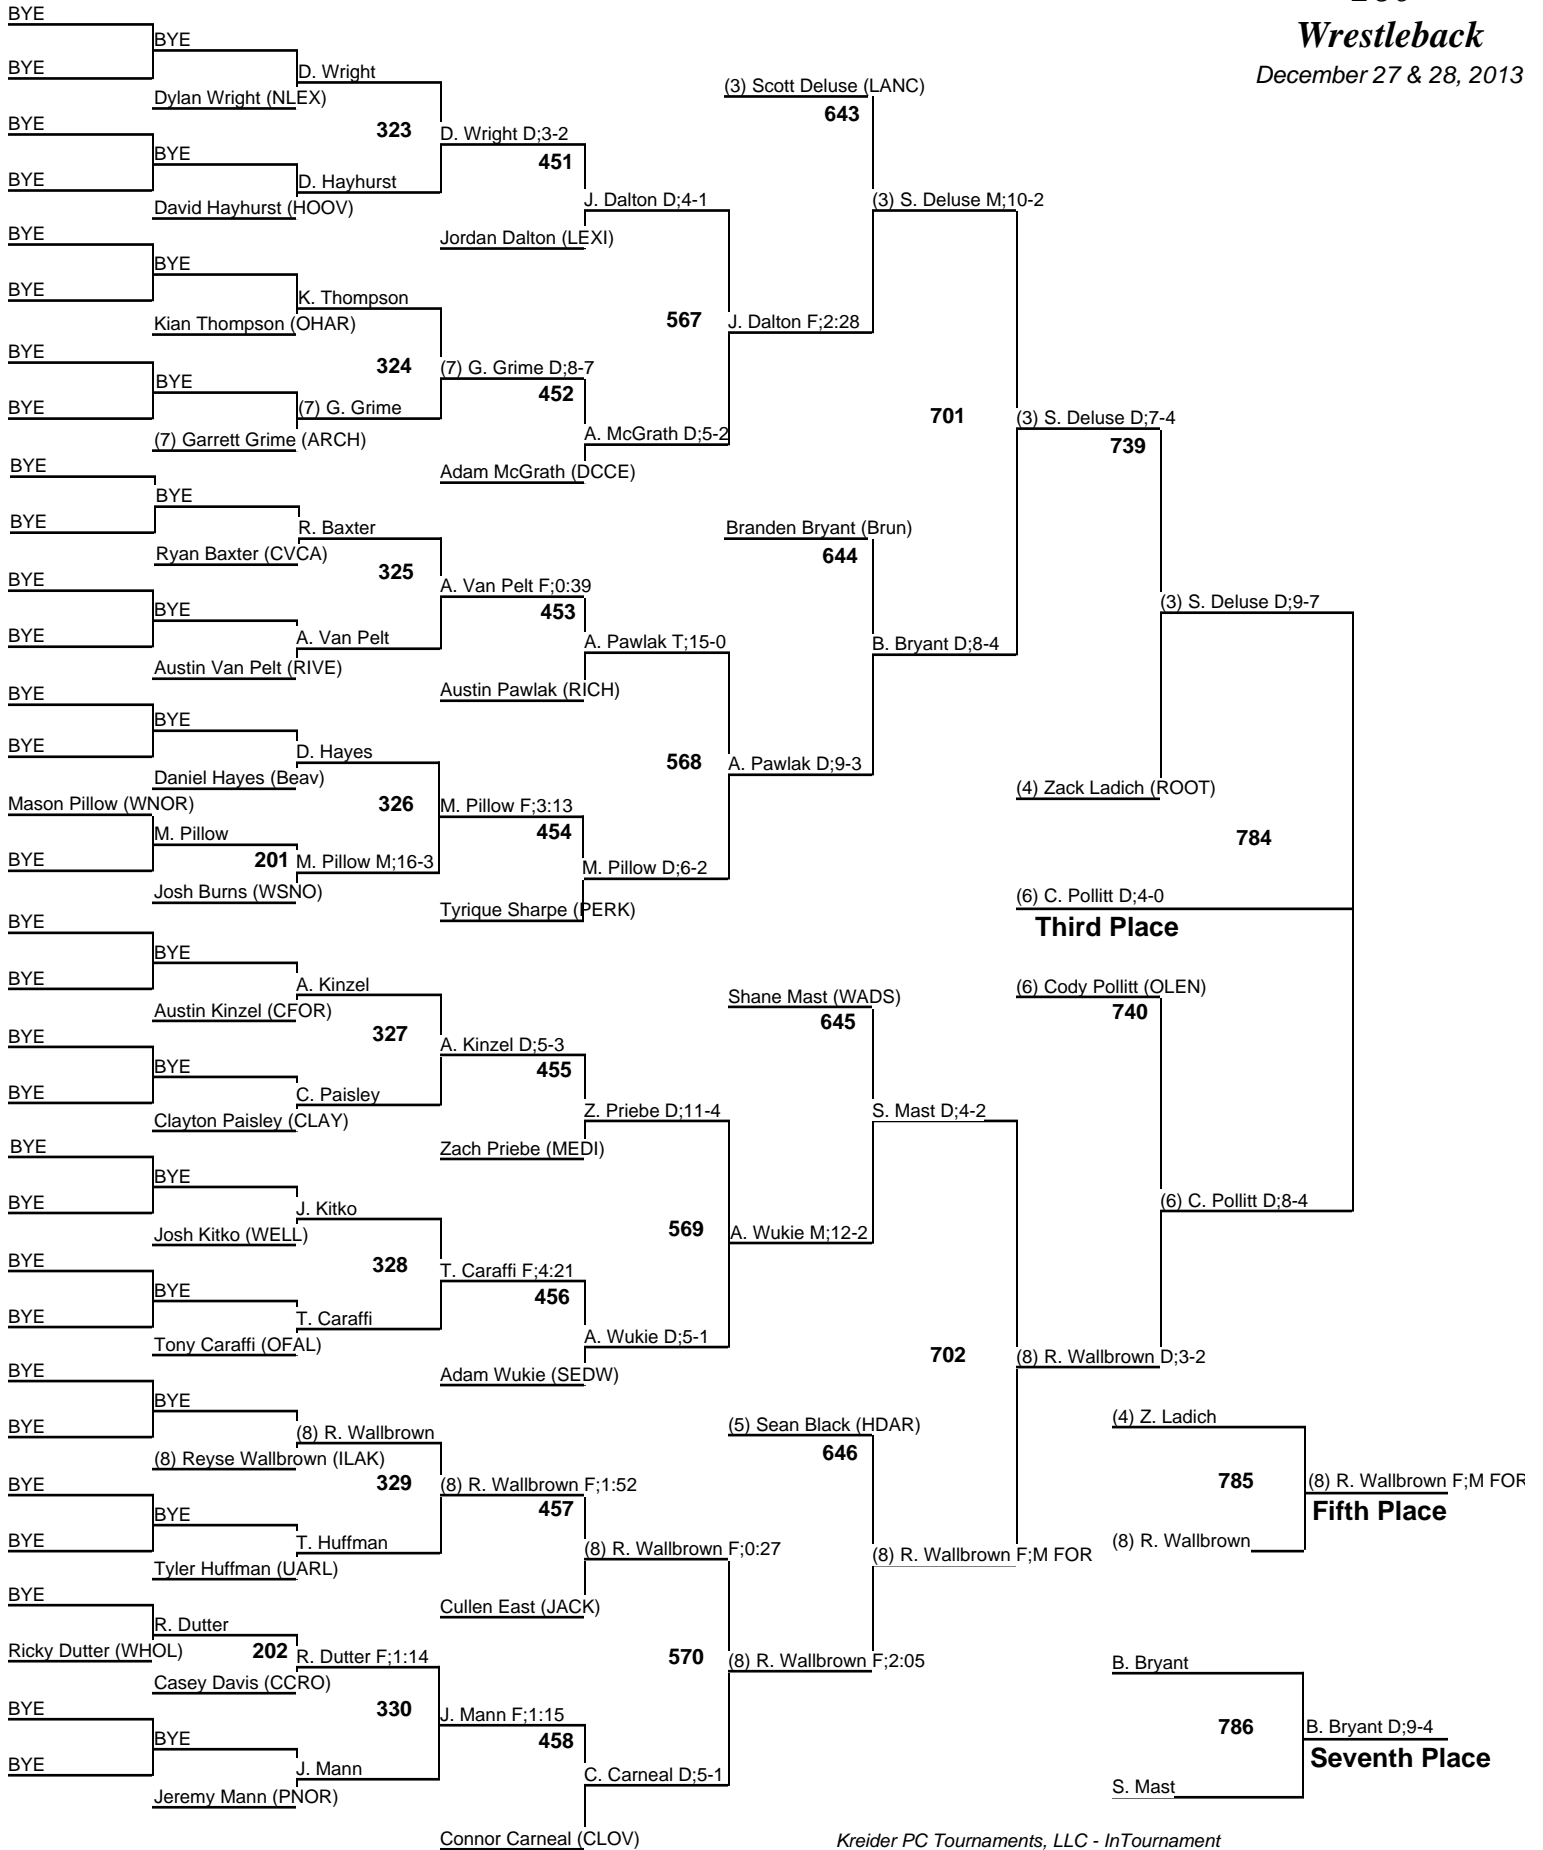 Wrestleback
December 27 & 28, 2013
BYE
BYE
BYE
D. Wright
Dylan Wright (NLEX)
323
BYE
BYE
BYE
D. Hayhurst
David Hayhurst (HOOV)
D. Wright D;3-2
451
J. Dalton D;4-1
Jordan Dalton (LEXI)
BYE
BYE
BYE
K. Thompson
Kian Thompson (OHAR)
324
BYE
BYE
BYE
(7) G. Grime
(7) Garrett Grime (ARCH)
(7) G. Grime D;8-7
452
A. McGrath D;5-2
Adam McGrath (DCCE)
567
J. Dalton F;2:28
(3) Scott Deluse (LANC)
643
(3) S. Deluse M;10-2
BYE
BYE
BYE
R. Baxter
Ryan Baxter (CVCA)
325
BYE
BYE
BYE
A. Van Pelt
Austin Van Pelt (RIVE)
A. Van Pelt F;0:39
453
A. Pawlak T;15-0
Austin Pawlak (RICH)
BYE
BYE
BYE
D. Hayes
Daniel Hayes (Beav)
326
Mason Pillow (WNOR)
BYE
M. Pillow
201
M. Pillow M;16-3
Josh Burns (WSNO)
M. Pillow F;3:13
454
M. Pillow D;6-2
Tyrique Sharpe (PERK)
568
A. Pawlak D;9-3
Branden Bryant (Brun)
644
B. Bryant D;8-4
701
(3) S. Deluse D;7-4
739
(3) S. Deluse D;9-7
(4) Zack Ladich (ROOT)
784
(6) C. Pollitt D;4-0
Third Place
BYE
BYE
BYE
A. Kinzel
Austin Kinzel (CFOR)
327
BYE
BYE
BYE
C. Paisley
Clayton Paisley (CLAY)
A. Kinzel D;5-3
455
Z. Priebe D;11-4
Zach Priebe (MEDI)
BYE
BYE
BYE
J. Kitko
Josh Kitko (WELL)
328
BYE
BYE
BYE
T. Caraffi
Tony Caraffi (OFAL)
T. Caraffi F;4:21
456
A. Wukie D;5-1
Adam Wukie (SEDW)
569
A. Wukie M;12-2
Shane Mast (WADS)
645
S. Mast D;4-2
(6) Cody Pollitt (OLEN)
740
(6) C. Pollitt D;8-4
702
(8) R. Wallbrown D;3-2
BYE
BYE
BYE
(8) R. Wallbrown
(8) Reyse Wallbrown (ILAK)
329
BYE
BYE
BYE
T. Huffman
Tyler Huffman (UARL)
(8) R. Wallbrown F;1:52
457
(8) R. Wallbrown F;0:27
Cullen East (JACK)
BYE
Ricky Dutter (WHOL)
R. Dutter
202
R. Dutter F;1:14
Casey Davis (CCRO)
330
BYE
BYE
BYE
J. Mann
Jeremy Mann (PNOR)
J. Mann F;1:15
458
C. Carneal D;5-1
Connor Carneal (CLOV)
570
(8) R. Wallbrown F;2:05
(5) Sean Black (HDAR)
646
(8) R. Wallbrown F;M FOR
(4) Z. Ladich
785
(8) R. Wallbrown
(8) R. Wallbrown F;M FOR
Fifth Place
B. Bryant
786
S. Mast
B. Bryant D;9-4
Seventh Place
Kreider PC Tournaments, LLC - InTournament